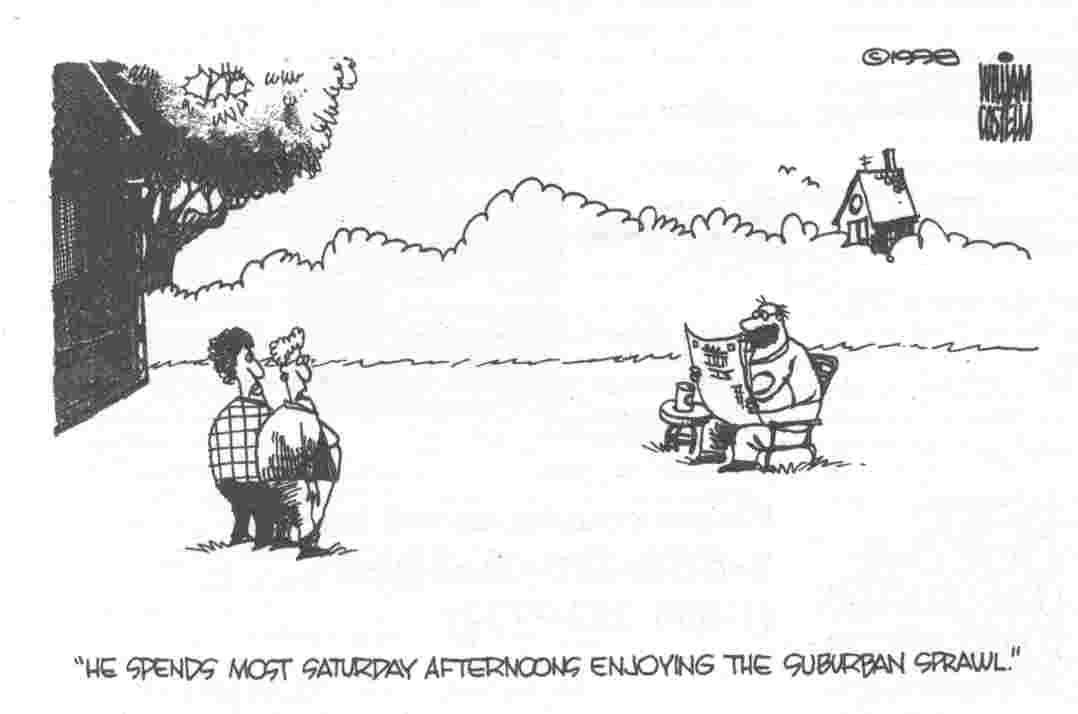 ©1998
WILLIAM
COSTELLO
"HE SPENDS MOST SATURDAY AFTERNOONS ENJOYING THE SUBURBAN SPRAWL."